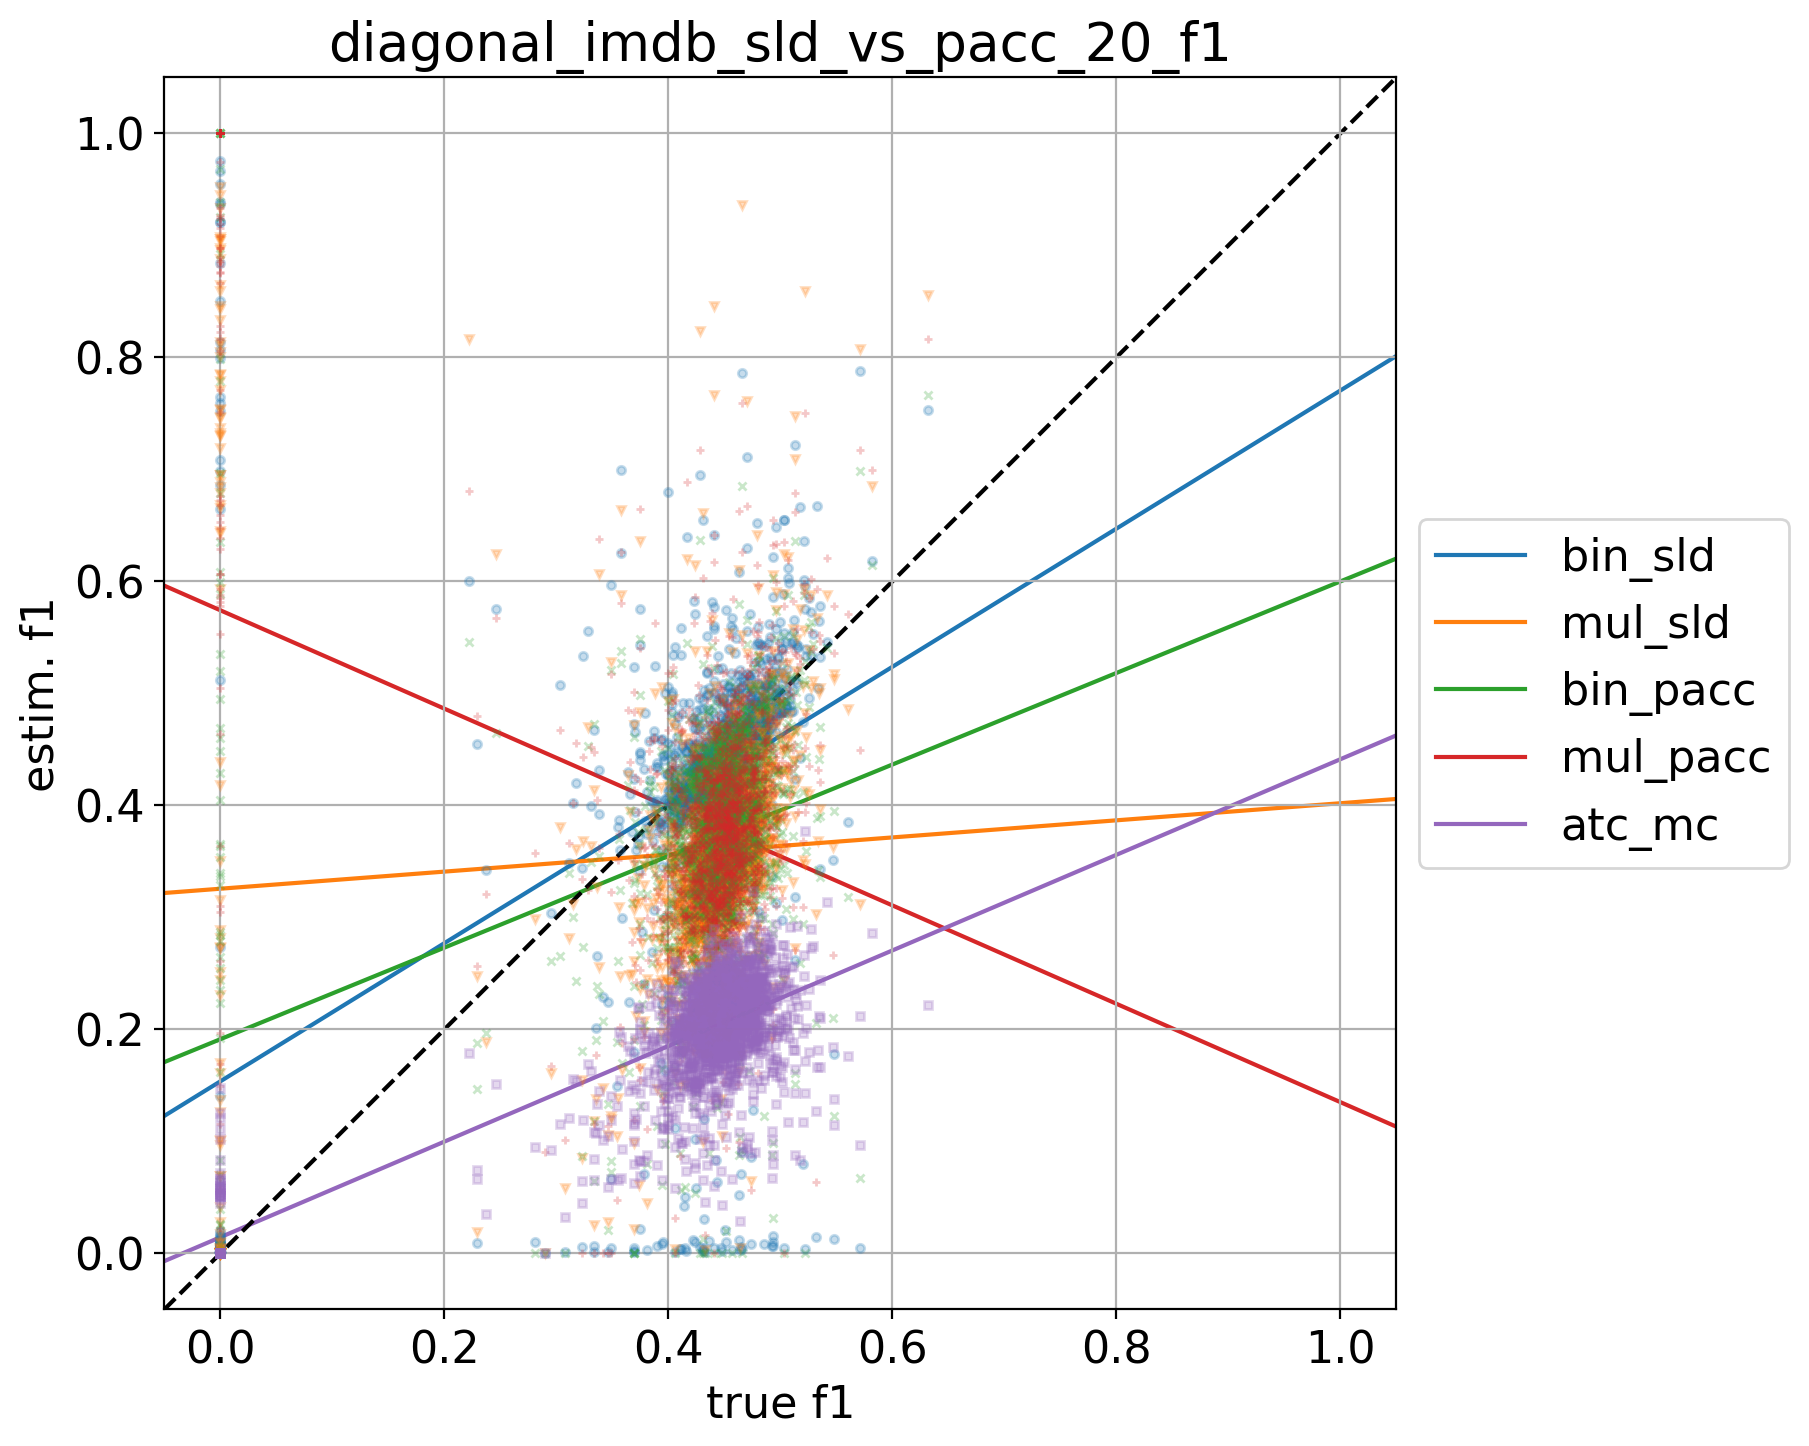 diagonal_imdb_sld_vs_pacc_20_f1
1.0
0.8
0.6
0.4
0.2
0.0
estim. f1
0.0 0.2 0.4 0.6 0.8 1.0
true f1
bin_sld
mul_sld
bin_pacc
mul_pacc
atc_mc